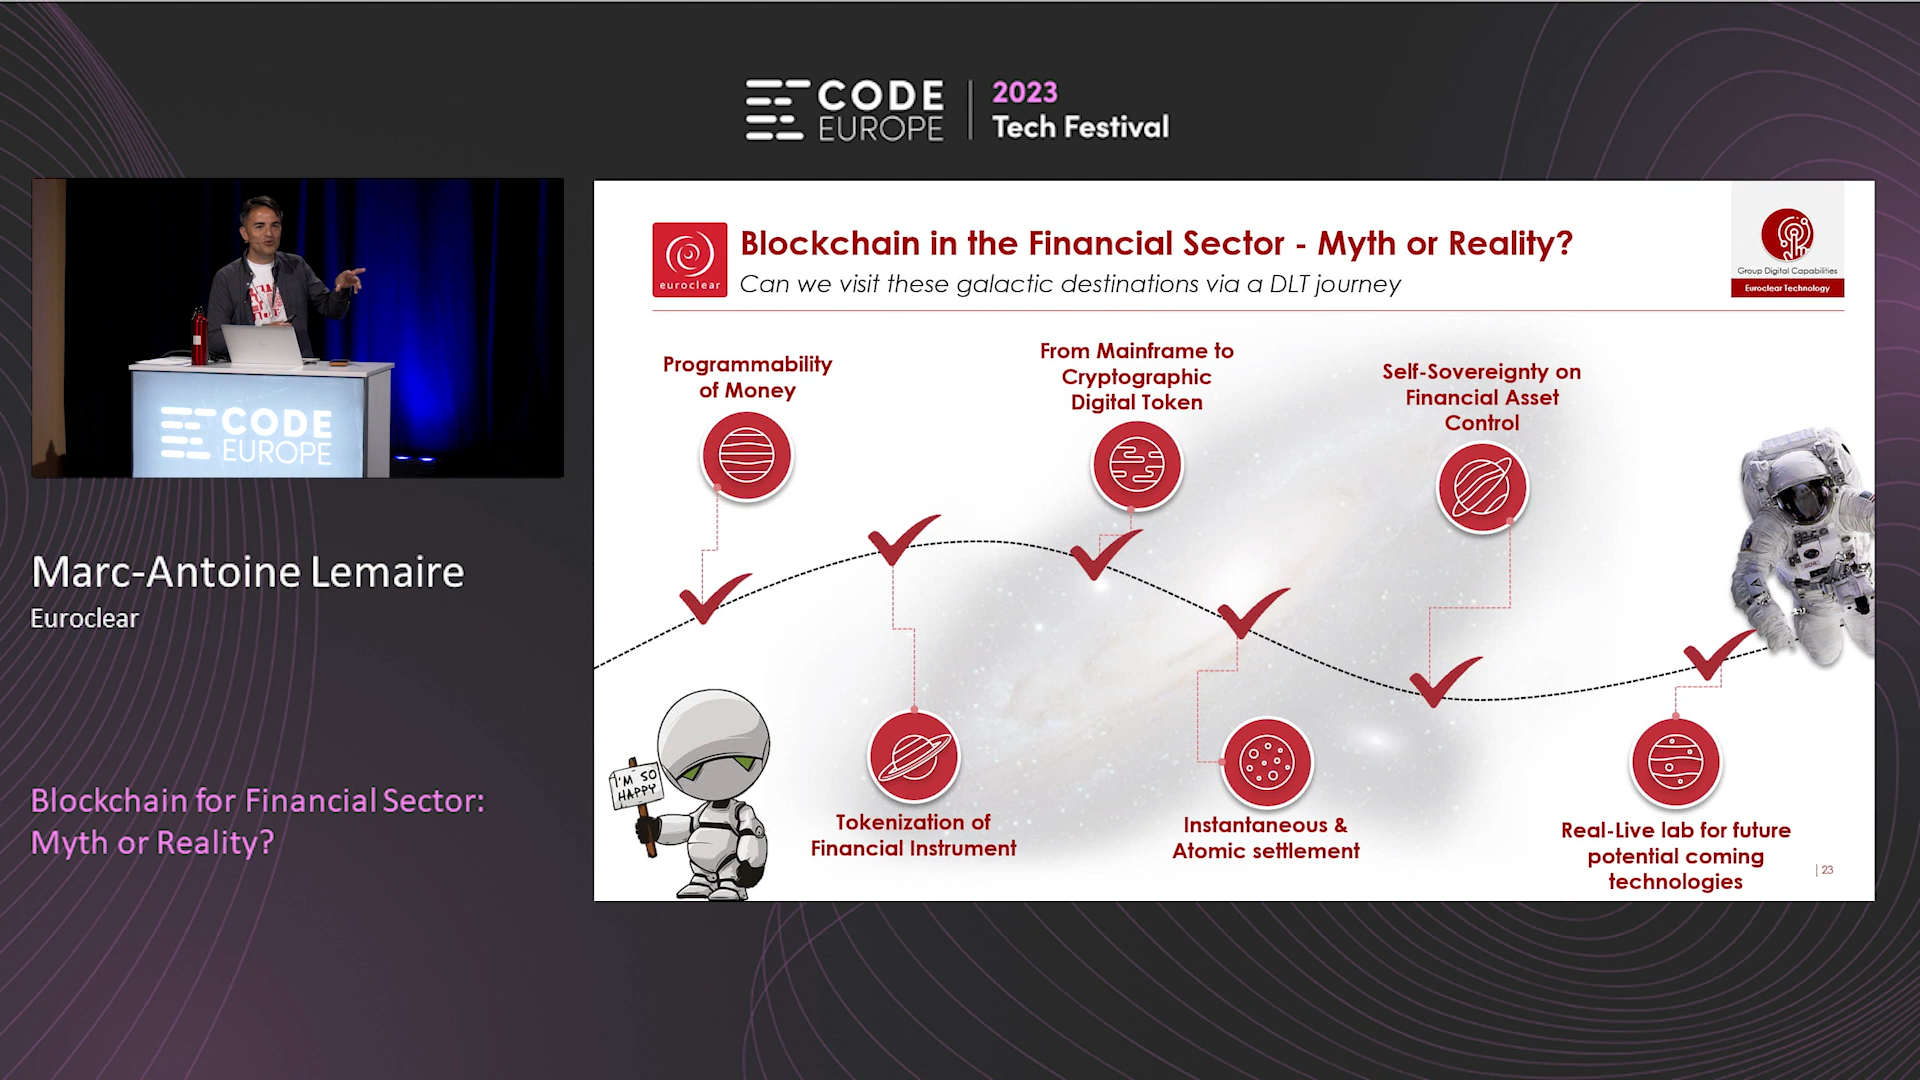 CODE
EUROPE
2023
Tech Festival
CODE
EUROPE
Marc-Antoine Lemaire
Euroclear
Blockchain for Financial Sector:
Myth or Reality?
euroclear
Blockchain in the Financial Sector - Myth or Reality?
Can we visit these galactic destinations via a DLT journey
Group Digital Capabilities
Euroclear Technology
Programmability
of Money
From Mainframe to
Cryptographic
Digital Token
Self-Sovereignty on
Financial Asset
Control
I'M SO
HAPPY
Tokenization of
Financial Instrument
Instantaneous &
Atomic settlement
Real-Live lab for future
potential coming
technologies
| 23